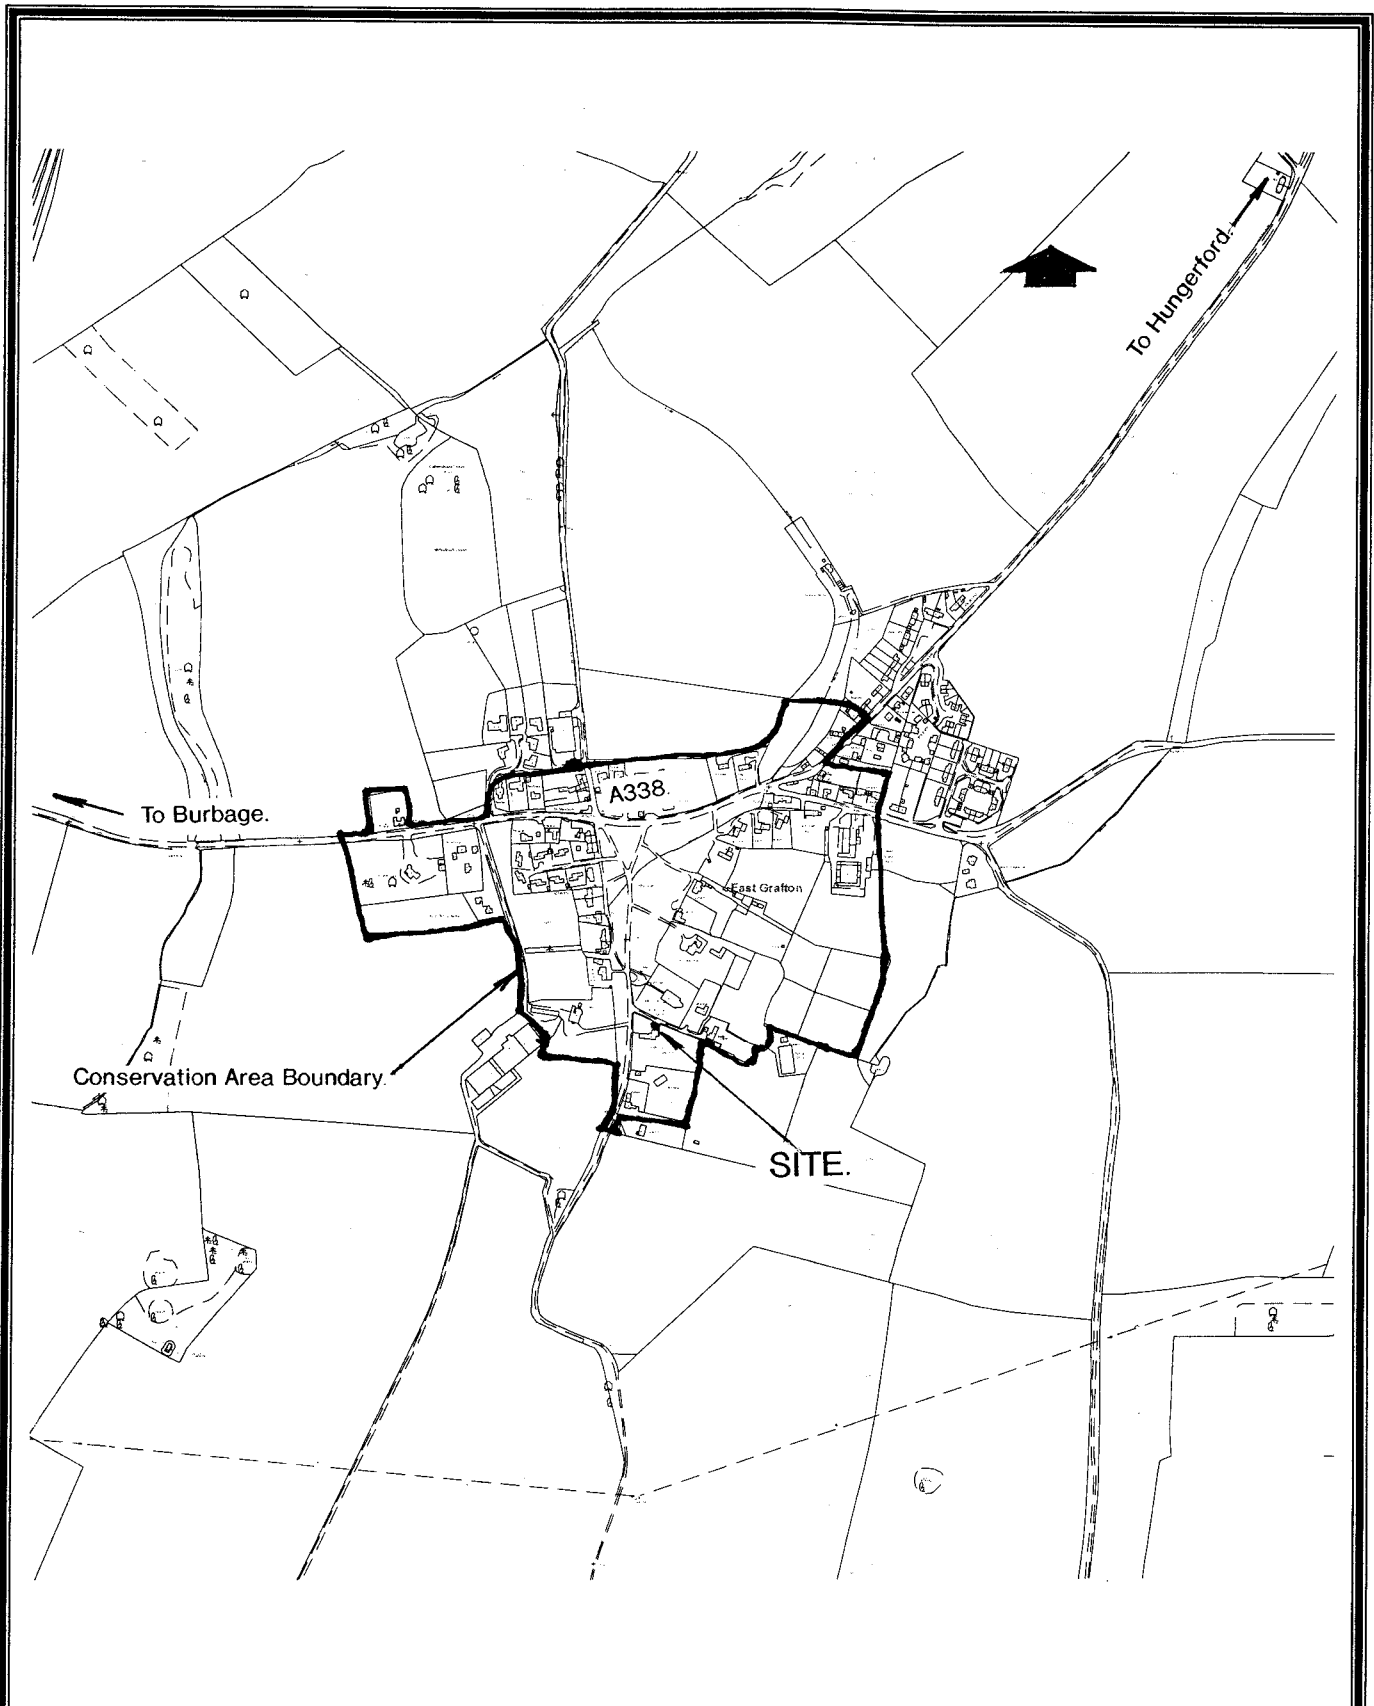 To Hungerford.
A338.
To Burbage.
East Grafton
Conservation Area Boundary.
SITE.